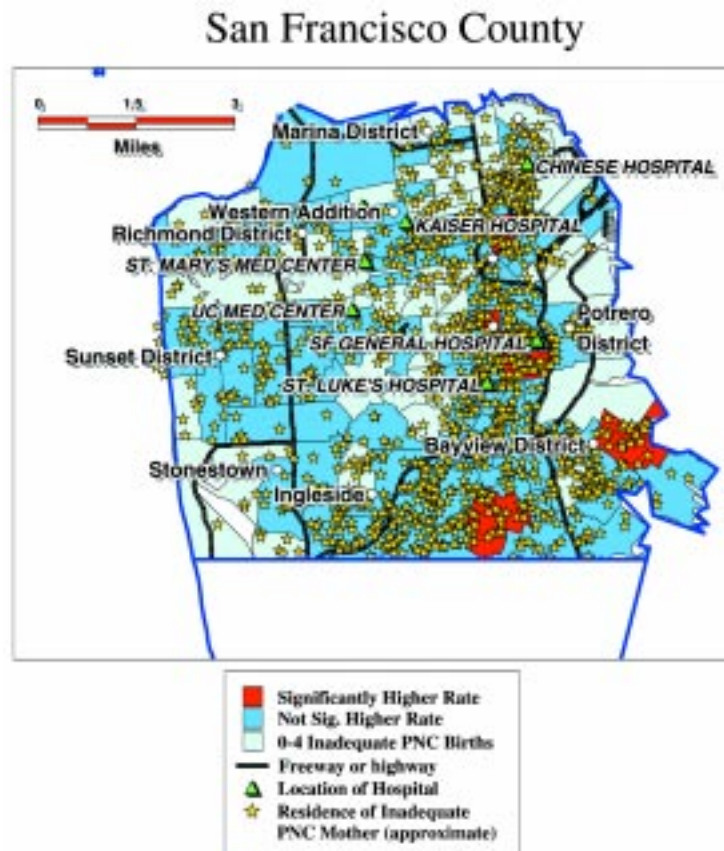 San Francisco County
0 1.5 3
Miles
Marina District
CHINESE HOSPITAL
Western Addition
KAISER HOSPITAL
Richmond District
ST. MARY'S MED CENTER
UC MED CENTER
Potrero
District
SF GENERAL HOSPITAL
Sunset District
ST. LUKE'S HOSPITAL
Bayview District
Stonestown
Ingleside
Significantly Higher Rate
Not Sig. Higher Rate
0-4 Inadequate PNC Births
Freeway or highway
Location of Hospital
Residence of Inadequate
PNC Mother (approximate)